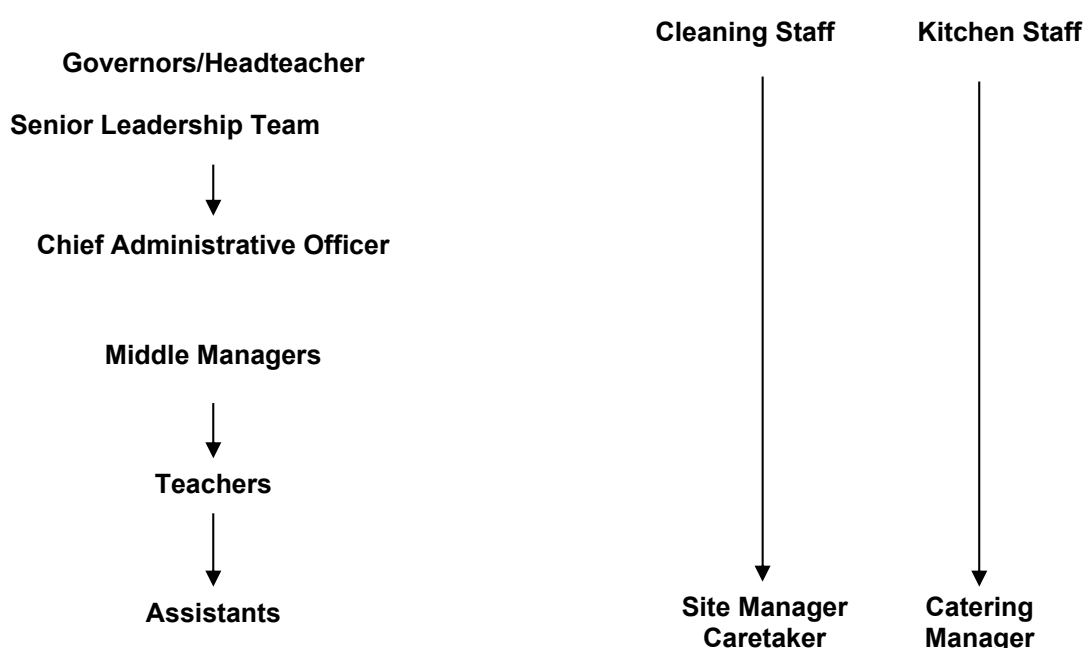 Cleaning Staff
Kitchen Staff
Governors/Headteacher
Senior Leadership Team
Chief Administrative Officer
Middle Managers
Teachers
Assistants
Site Manager
Caretaker
Catering
Manager